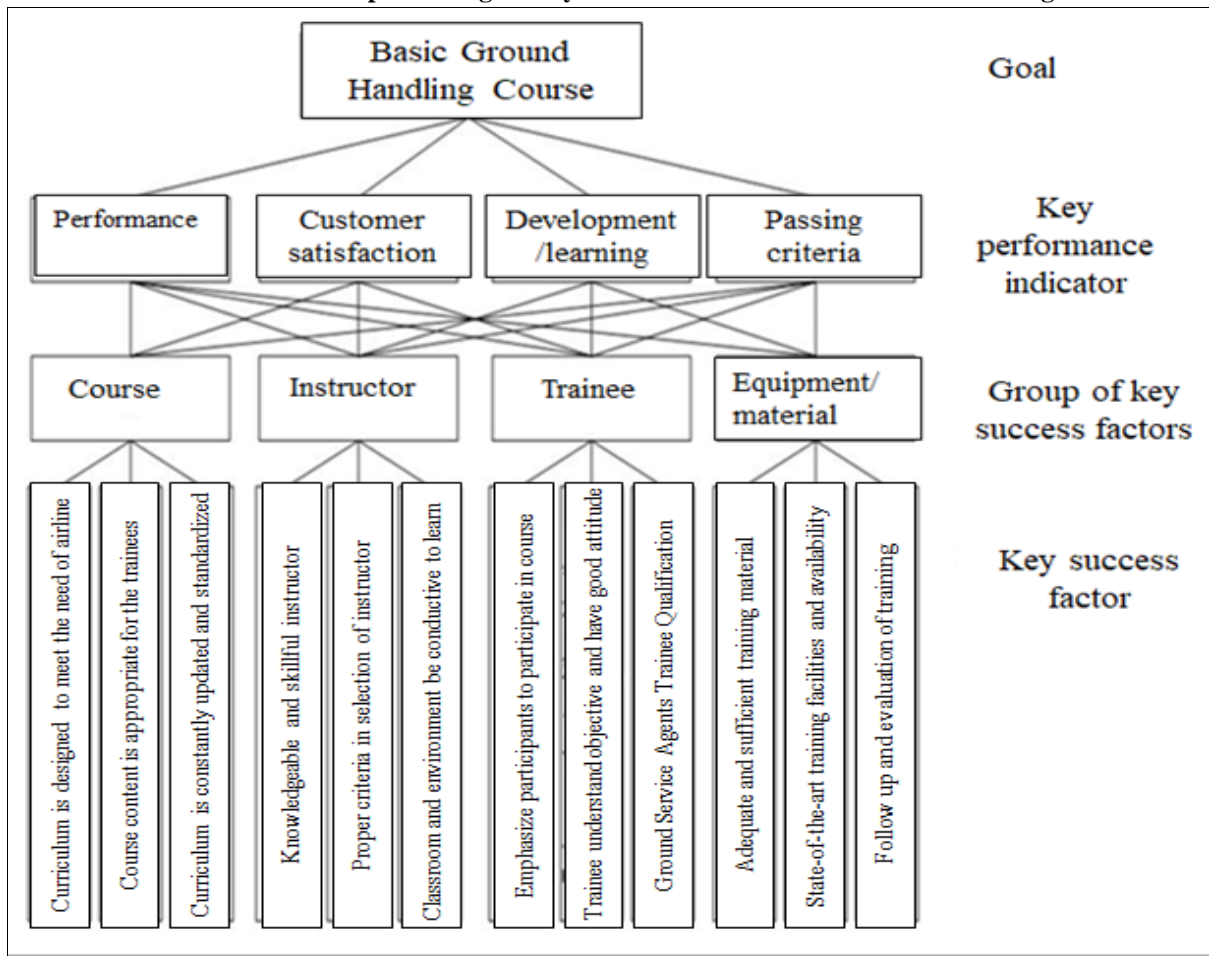 Basic Ground
Handling Course
Goal
Performance
Customer
satisfaction
Development
/learning
Passing
criteria
Key
performance
indicator
Course
Instructor
Trainee
Equipment/
material
Group of key
success factors
Curriculum is designed to meet the need of airline
Course content is appropriate for the trainees
Curriculum is constantly updated and standardized
Knowledgeable and skillful instructor
Proper criteria in selection of instructor
Classroom and environment be conductive to learn
Emphasize participants to participate in course
Trainee understand objective and have good attitude
Ground Service Agents Trainee Qualification
Adequate and sufficient training material
State-of-the-art training facilities and availability
Follow up and evaluation of training
Key success
factor